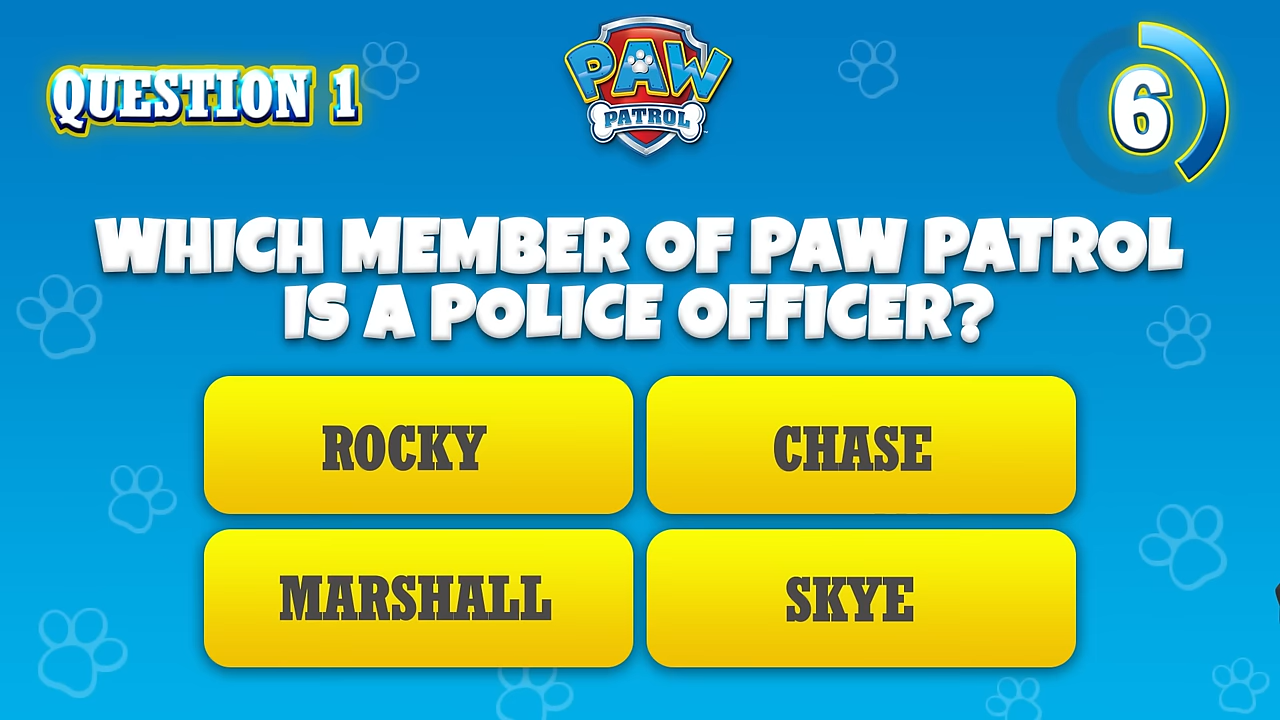 QUESTION 1
PAW
PATROL
6
WHICH MEMBER OF PAW PATROL
IS A POLICE OFFICER?
ROCKY
CHASE
MARSHALL
SKYE